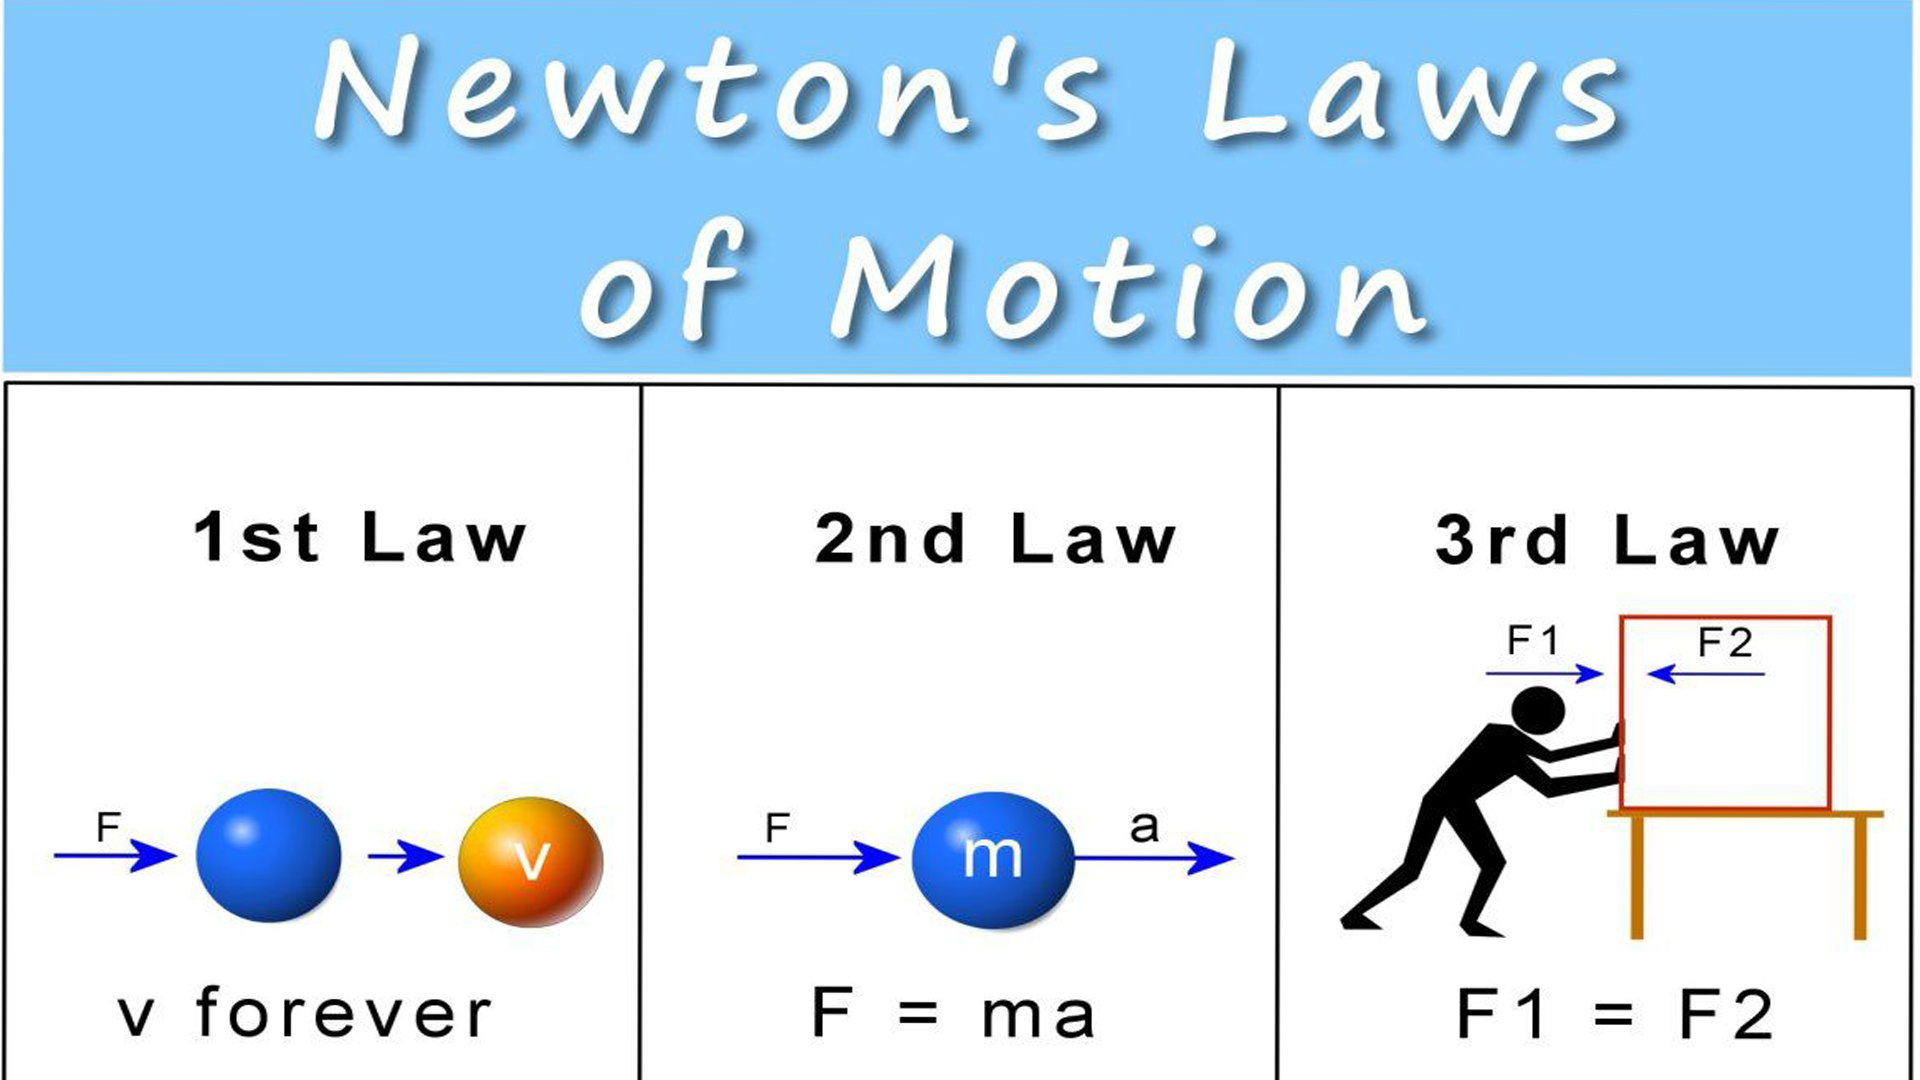 Newton's Laws
of Motion
1st Law
F
v
v forever
2nd Law
F
m
a
F = ma
3rd Law
F1
F2
F1 = F2